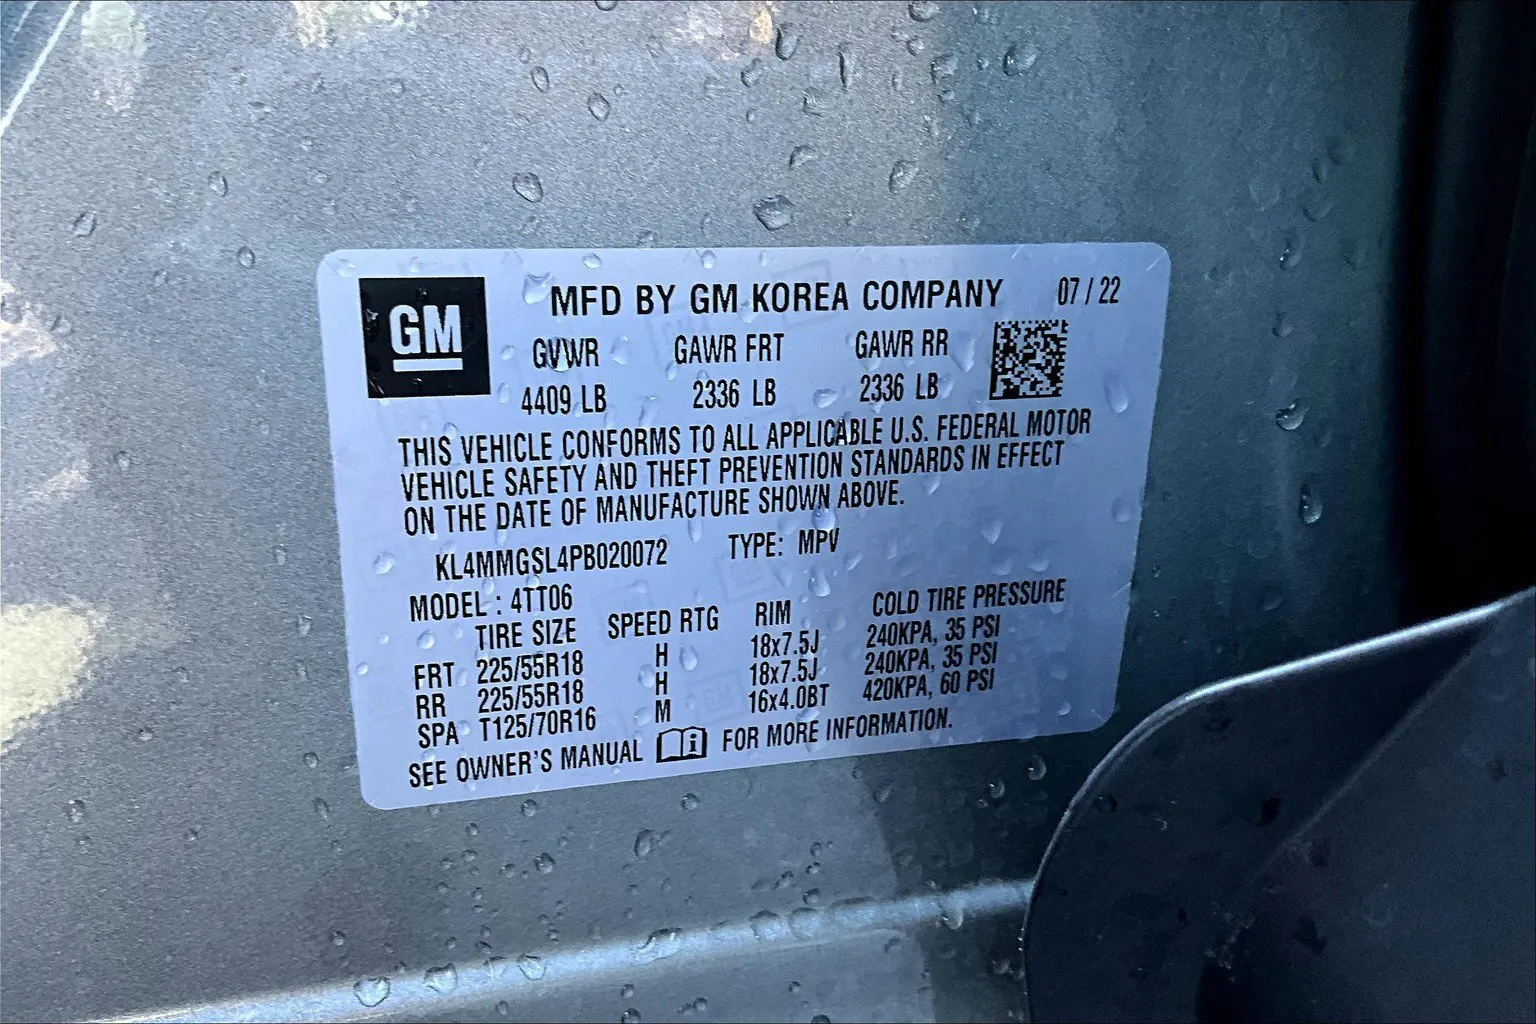 GM
MFD BY GM KOREA COMPANY 07 / 22
GVWR GAWR FRT GAWR RR
4409 LB 2336 LB 2336 LB
THIS VEHICLE CONFORMS TO ALL APPLICABLE U.S. FEDERAL MOTOR
VEHICLE SAFETY AND THEFT PREVENTION STANDARDS IN EFFECT
ON THE DATE OF MANUFACTURE SHOWN ABOVE.
KL4MMGSL4PB020072 TYPE: MPV
MODEL : 4TT06
TIRE SIZE SPEED RTG RIM COLD TIRE PRESSURE
FRT 225/55R18 H 18x7.5J 240KPA, 35 PSI
RR 225/55R18 H 18x7.5J 240KPA, 35 PSI
SPA T125/70R16 M 16x4.0BT 420KPA, 60 PSI
SEE OWNER'S MANUAL i FOR MORE INFORMATION.